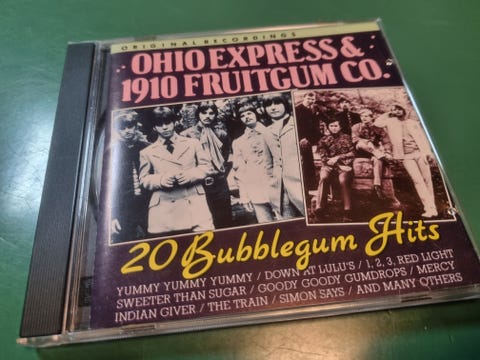 ORIGINAL RECORDINGS
OHIO EXPRESS &
1910 FRUITGUM CO.
20 Bubblegum Hits
YUMMY YUMMY YUMMY / DOWN AT LULU'S / 1, 2, 3, RED LIGHT
SWEETER THAN SUGAR / GOODY GOODY GUMDROPS / MERCY
INDIAN GIVER / THE TRAIN / SIMON SAYS / AND MANY OTHERS